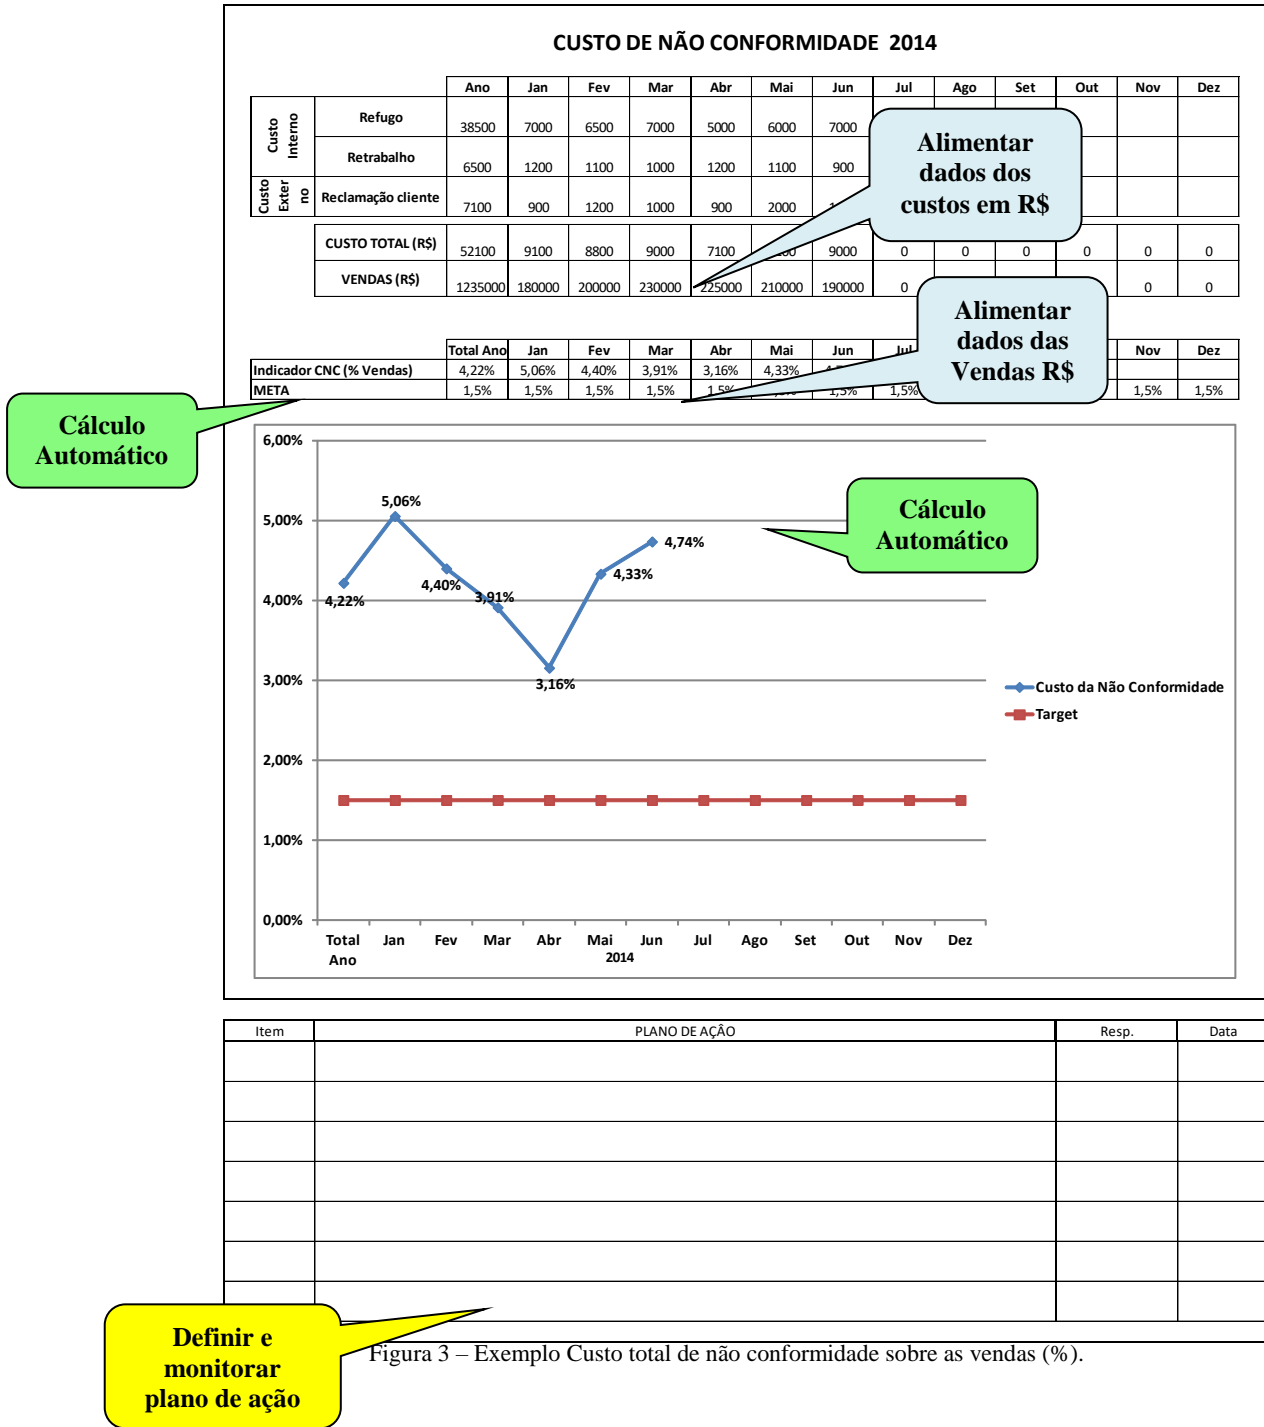 CUSTO DE NÃO CONFORMIDADE 2014
Ano Jan Fev Mar Abr Mai Jun Jul Ago Set Out Nov Dez
Custo Interno
Refugo 38500 7000 6500 7000 5000 6000 7000
Retrabalho 6500 1200 1100 1000 1200 1100 900
Custo Exter no
Reclamação cliente 7100 900 1200 1000 900 2000
CUSTO TOTAL (R$) 52100 9100 8800 9000 7100 9000 0 0 0 0 0 0
VENDAS (R$) 1235000 180000 200000 230000 225000 210000 190000 0 0 0
Alimentar
dados dos
custos em R$
Alimentar
dados das
Vendas R$
Total Ano Jan Fev Mar Abr Mai Jun Jul Nov Dez
Indicador CNC (% Vendas) 4,22% 5,06% 4,40% 3,91% 3,16% 4,33%
META 1,5% 1,5% 1,5% 1,5% 1,5% 1,5% 1,5% 1,5% 1,5%
Cálculo
Automático
6,00%
5,00%
4,00%
3,00%
2,00%
1,00%
0,00%
4,22%
5,06%
4,40%
3,91%
3,16%
4,33%
4,74%
Cálculo
Automático
Custo da Não Conformidade
Target
Total Ano Jan Fev Mar Abr Mai Jun Jul Ago Set Out Nov Dez
2014
Item PLANO DE AÇÂO Resp. Data
Definir e
monitorar
plano de ação
Figura 3 – Exemplo Custo total de não conformidade sobre as vendas (%).